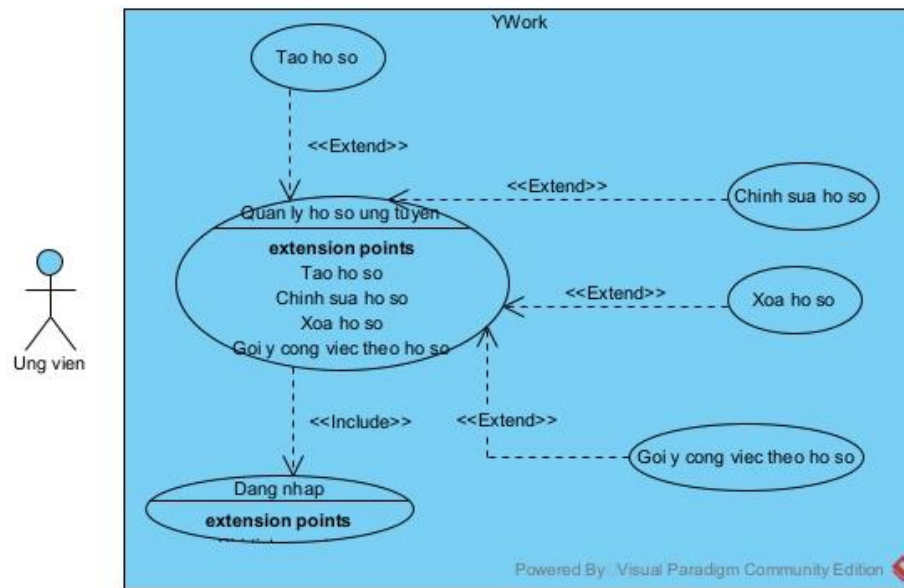 YWork
Tao ho so
<<Extend>>
<<Extend>>
Chinh sua ho so
Quan ly ho so ung tuyen
extension points
Tao ho so
Chinh sua ho so
Xoa ho so
Goi y cong viec theo ho so
<<Extend>>
Xoa ho so
Ung vien
<<Include>>
<<Extend>>
Goi y cong viec theo ho so
Dang nhap
extension points
Powered By Visual Paradigm Community Edition